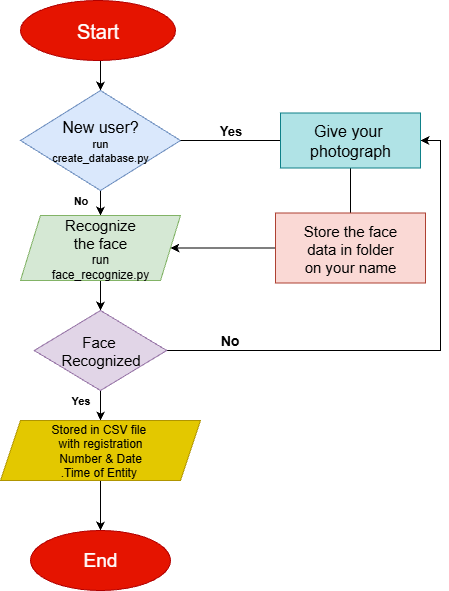 Start
New user?
run
create_database.py
Yes
Give your
photograph
No
Recognize
the face
run
face_recognize.py
Store the face
data in folder
on your name
Face
Recognized
No
Yes
Stored in CSV file
with registration
Number & Date
.Time of Entity
End